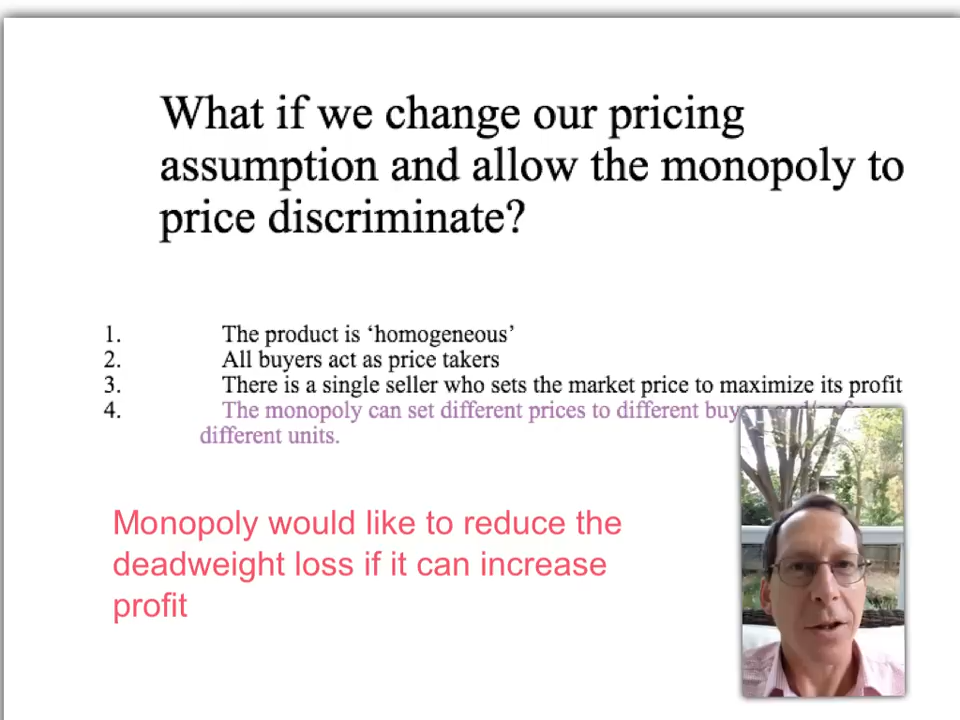 What if we change our pricing
assumption and allow the monopoly to
price discriminate?
1. The product is ‘homogeneous’
2. All buyers act as price takers
3. There is a single seller who sets the market price to maximize its profit
4. The monopoly can set different prices to different
different units.
Monopoly would like to reduce the
deadweight loss if it can increase
profit